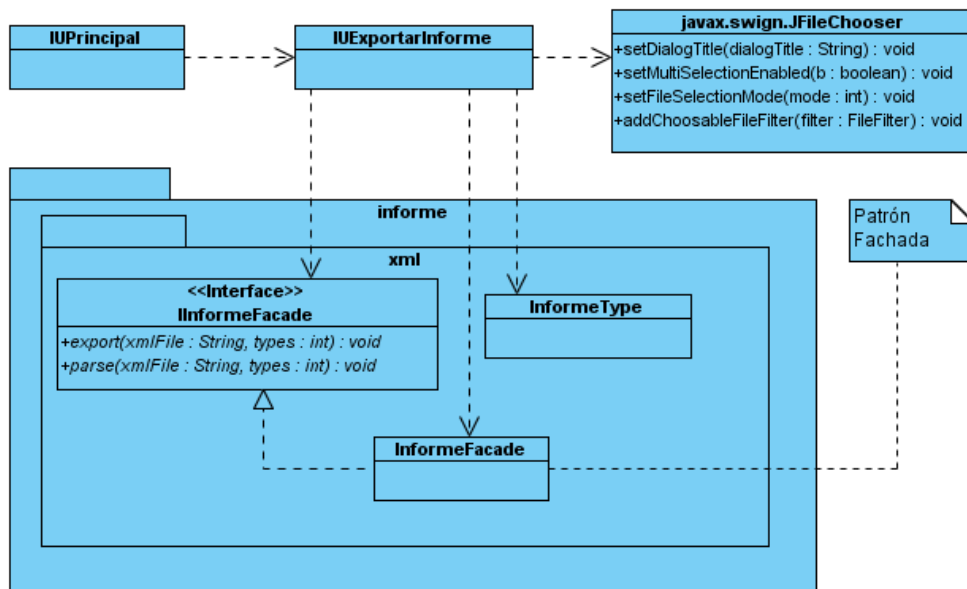 IUPrincipal
IUExportarInforme
javax.swign.JFileChooser
+setDialogTitle(dialogTitle : String) : void
+setMultiSelectionEnabled(b : boolean) : void
+setFileSelectionMode(mode : int) : void
+addChoosableFileFilter(filter : FileFilter) : void
informe
Patrón
Fachada
xml
<<Interface>>
IInformeFacade
+export(xmlFile : String, types : int) : void
+parse(xmlFile : String, types : int) : void
InformeType
InformeFacade